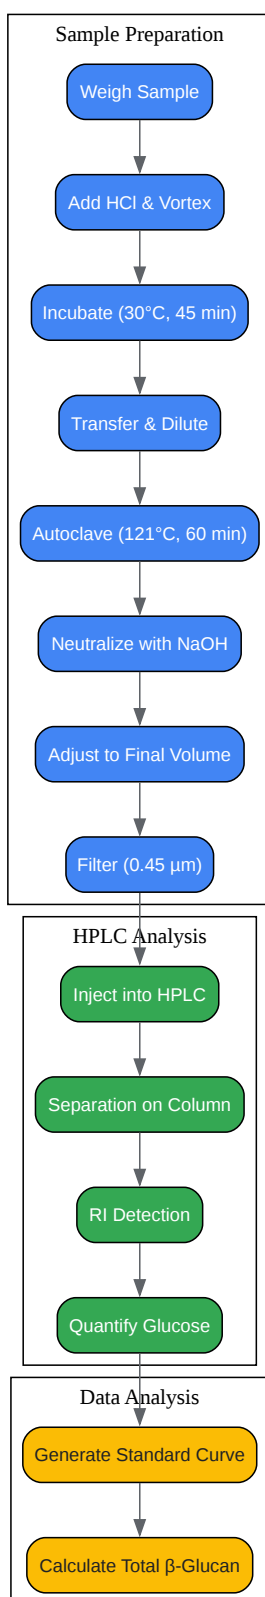 Sample Preparation
Weigh Sample
Add HCl & Vortex
Incubate (30°C, 45 min)
Transfer & Dilute
Autoclave (121°C, 60 min)
Neutralize with NaOH
Adjust to Final Volume
Filter (0.45 µm)
HPLC Analysis
Inject into HPLC
Separation on Column
RI Detection
Quantify Glucose
Data Analysis
Generate Standard Curve
Calculate Total β-Glucan